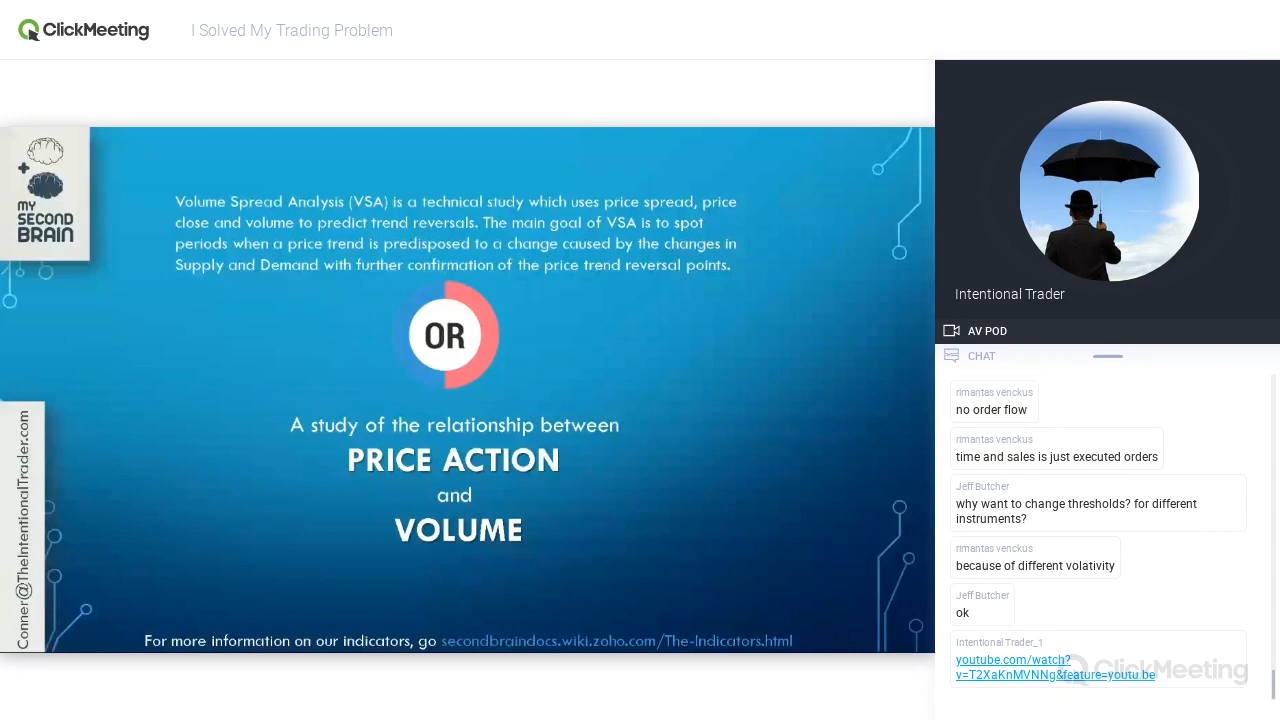 ClickMeeting
I Solved My Trading Problem
+
MY
SECOND
BRAIN
Volume Spread Analysis (VSA) is a technical study which uses price spread, price
close and volume to predict trend reversals. The main goal of VSA is to spot
periods when a price trend is predisposed to a change caused by the changes in
Supply and Demand with further confirmation of the price trend reversal points.
OR
A study of the relationship between
PRICE ACTION
and
VOLUME
Conner@TheIntentionalTrader.com
For more information on our indicators, go secondbraindocs.wiki.zoho.com/The-Indicators.html
Intentional Trader
AV POD
CHAT
rimantas venckus
no order flow
rimantas venckus
time and sales is just executed orders
Jeff Butcher
why want to change thresholds? for different
instruments?
rimantas venckus
because of different volativity
Jeff Butcher
ok
Intentional Trader_1
youtube.com/watch?
v=T2XaKnMVNNg&feature=youtu.be
ClickMeeting